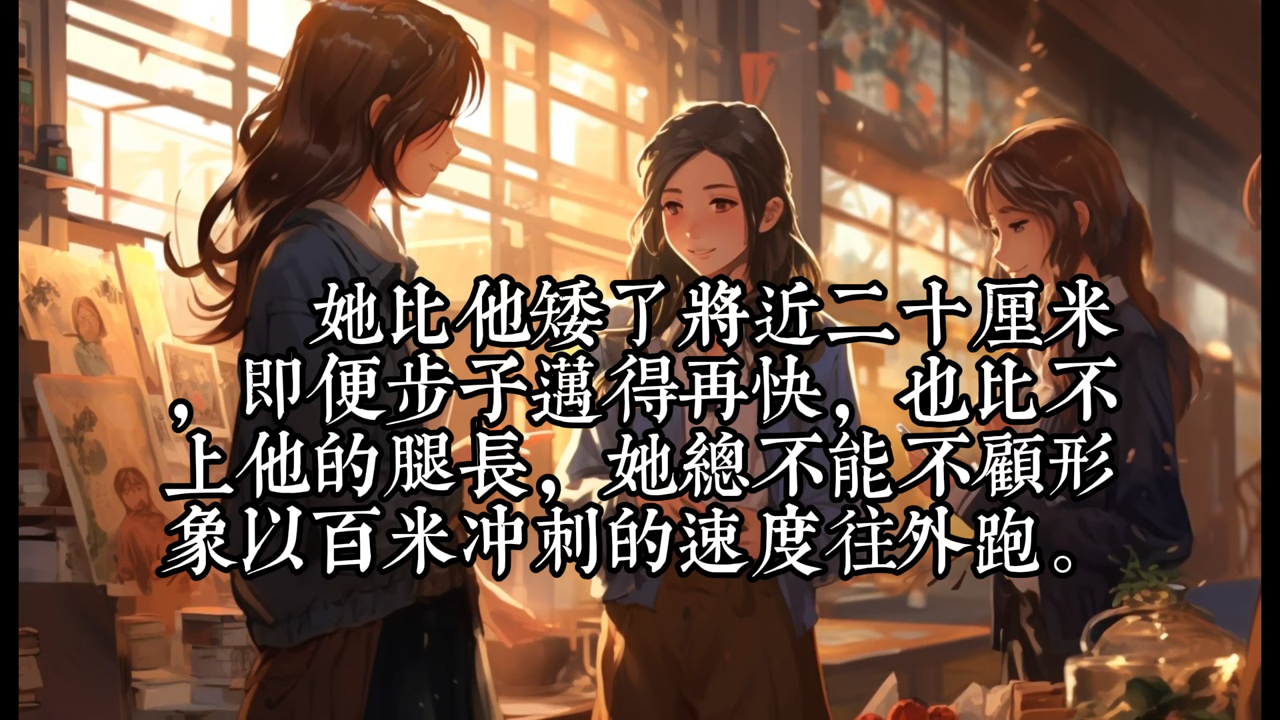 她比他矮了將近二十厘米
，即便步子邁得再快，也比不
上他的腿長，她總不能不顧形
象以百米冲刺的速度往外跑。